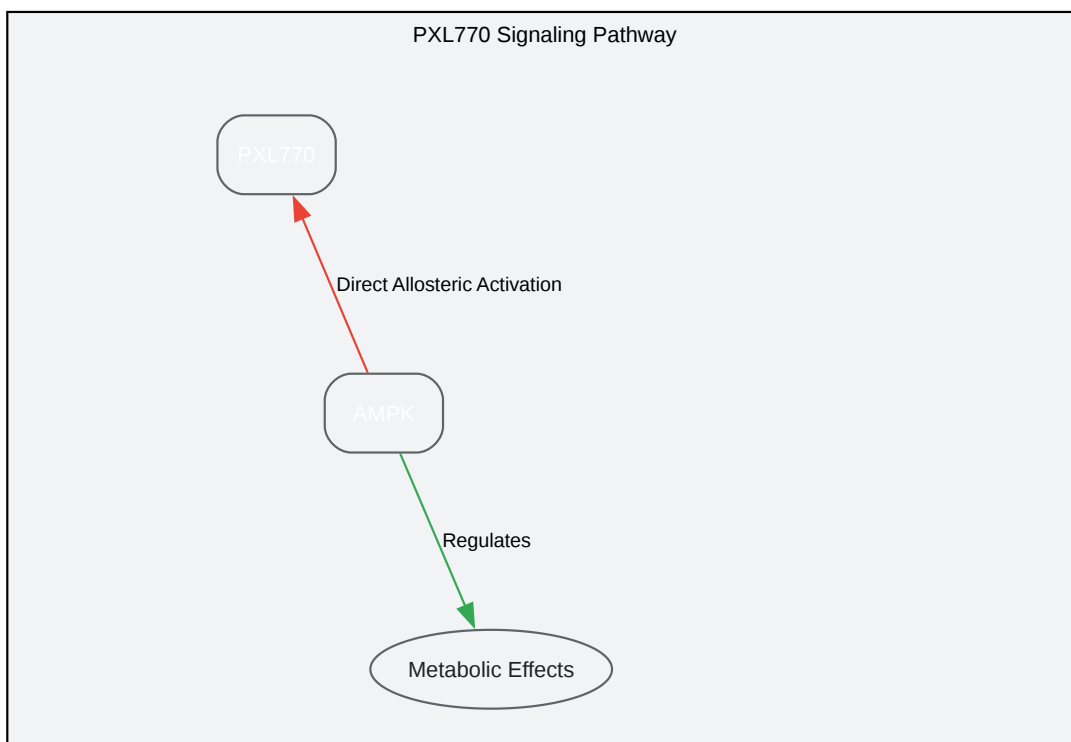 PXL770 Signaling Pathway
PXL770
Direct Allosteric Activation
AMPK
Regulates
Metabolic Effects